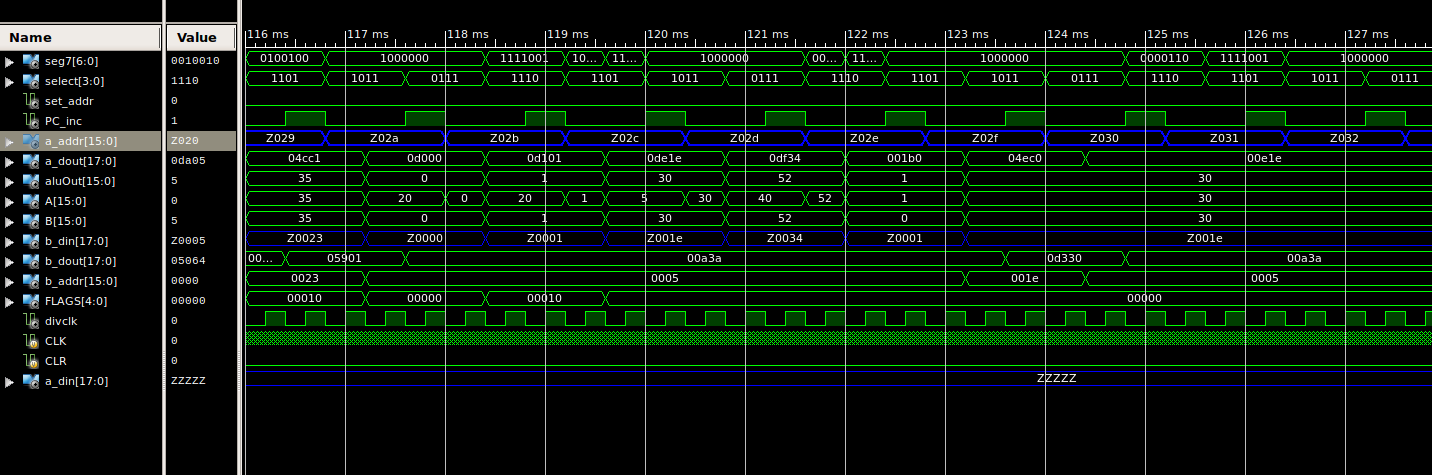 116 ms 117 ms 118 ms 119 ms 120 ms 121 ms 122 ms 123 ms 124 ms 125 ms 126 ms 127 ms
Name Value
seg7[6:0] 0010010 0100100 1000000 1111001 10... 11... 1000000 00... 11... 1000000 0000110 1111001 1000000
select[3:0] 1110 1101 1011 0111 1110 1101 1011 0111 1110 1101 1011 0111 1110 1101 1011 0111
set_addr 0
PC_inc 1
a_addr[15:0] Z020 Z029 Z02a Z02b Z02c Z02d Z02e Z02f Z030 Z031 Z032
a_dout[17:0] 0da05 04cc1 0d000 0d101 0de1e 0df34 001b0 04ec0 00e1e
aluOut[15:0] 5 35 0 1 30 52 1 30
A[15:0] 0 35 20 0 20 1 5 30 40 52 1 30
B[15:0] 5 35 0 1 30 52 0 30
b_din[17:0] Z0005 Z0023 Z0000 Z0001 Z001e Z0034 Z0001 Z001e
b_dout[17:0] 05064 00... 05901 00a3a 0d330 00a3a
b_addr[15:0] 0000 0023 0005 001e 0005
FLAGS[4:0] 00000 00010 00000 00010 00000
divclk 0
CLK 0
CLR 0
a_din[17:0] ZZZZZ ZZZZZ